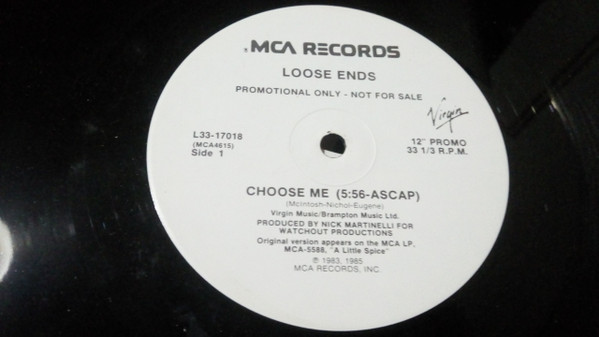 MCA RECORDS
LOOSE ENDS
PROMOTIONAL ONLY - NOT FOR SALE
Virgin
L33-17018
(MCA4615)
Side 1
12" PROMO
33 1/3 R.P.M.
CHOOSE ME (5:56-ASCAP)
(McIntosh-Nichol-Eugene)
Virgin Music/Brampton Music Ltd.
PRODUCED BY NICK MARTINELLI FOR
WATCHOUT PRODUCTIONS
Original version appears on the MCA LP.
MCA-5588, "A Little Spice"
℗ 1983, 1985
MCA RECORDS, INC.